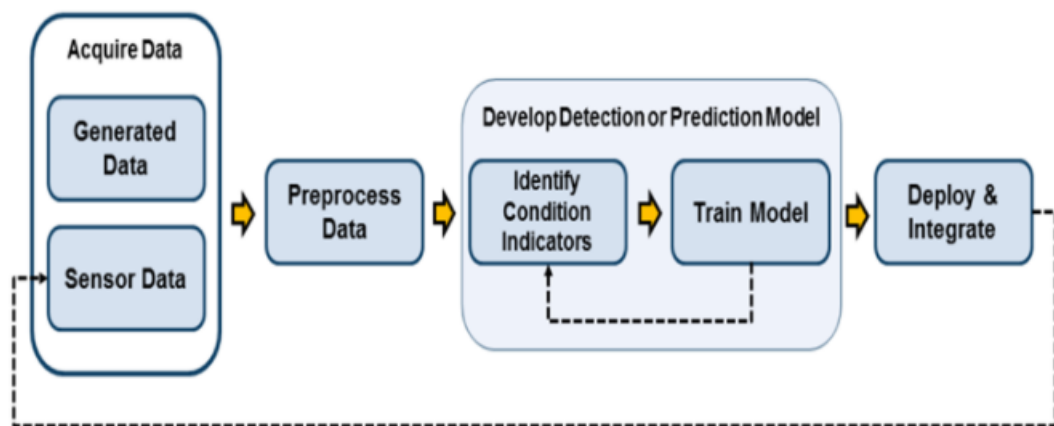 Acquire Data
Generated
Data
Sensor Data
Preprocess
Data
Develop Detection or Prediction Model
Identify
Condition
Indicators
Train Model
Deploy &
Integrate